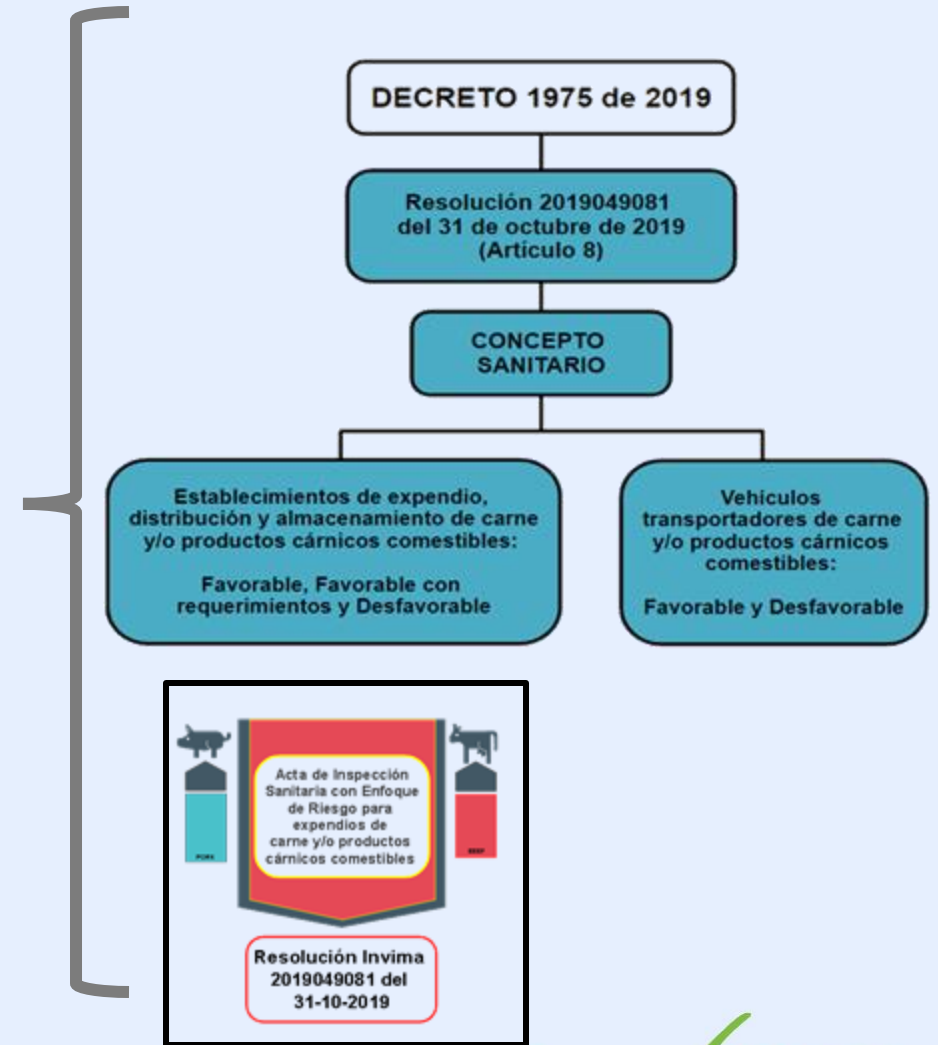 DECRETO 1975 de 2019
Resolución 2019049081
del 31 de octubre de 2019
(Artículo 8)
CONCEPTO
SANITARIO
Establecimientos de expendio,
distribución y almacenamiento de carne
y/o productos cárnicos comestibles:
Favorable, Favorable con
requerimientos y Desfavorable
Vehículos
transportadores de carne
y/o productos cárnicos
comestibles:
Favorable y Desfavorable
Acta de Inspección
Sanitaria con Enfoque
de Riesgo para
expendios de
carne y/o productos
cárnicos comestibles
PORK
BEEF
Resolución Invima
2019049081 del
31-10-2019